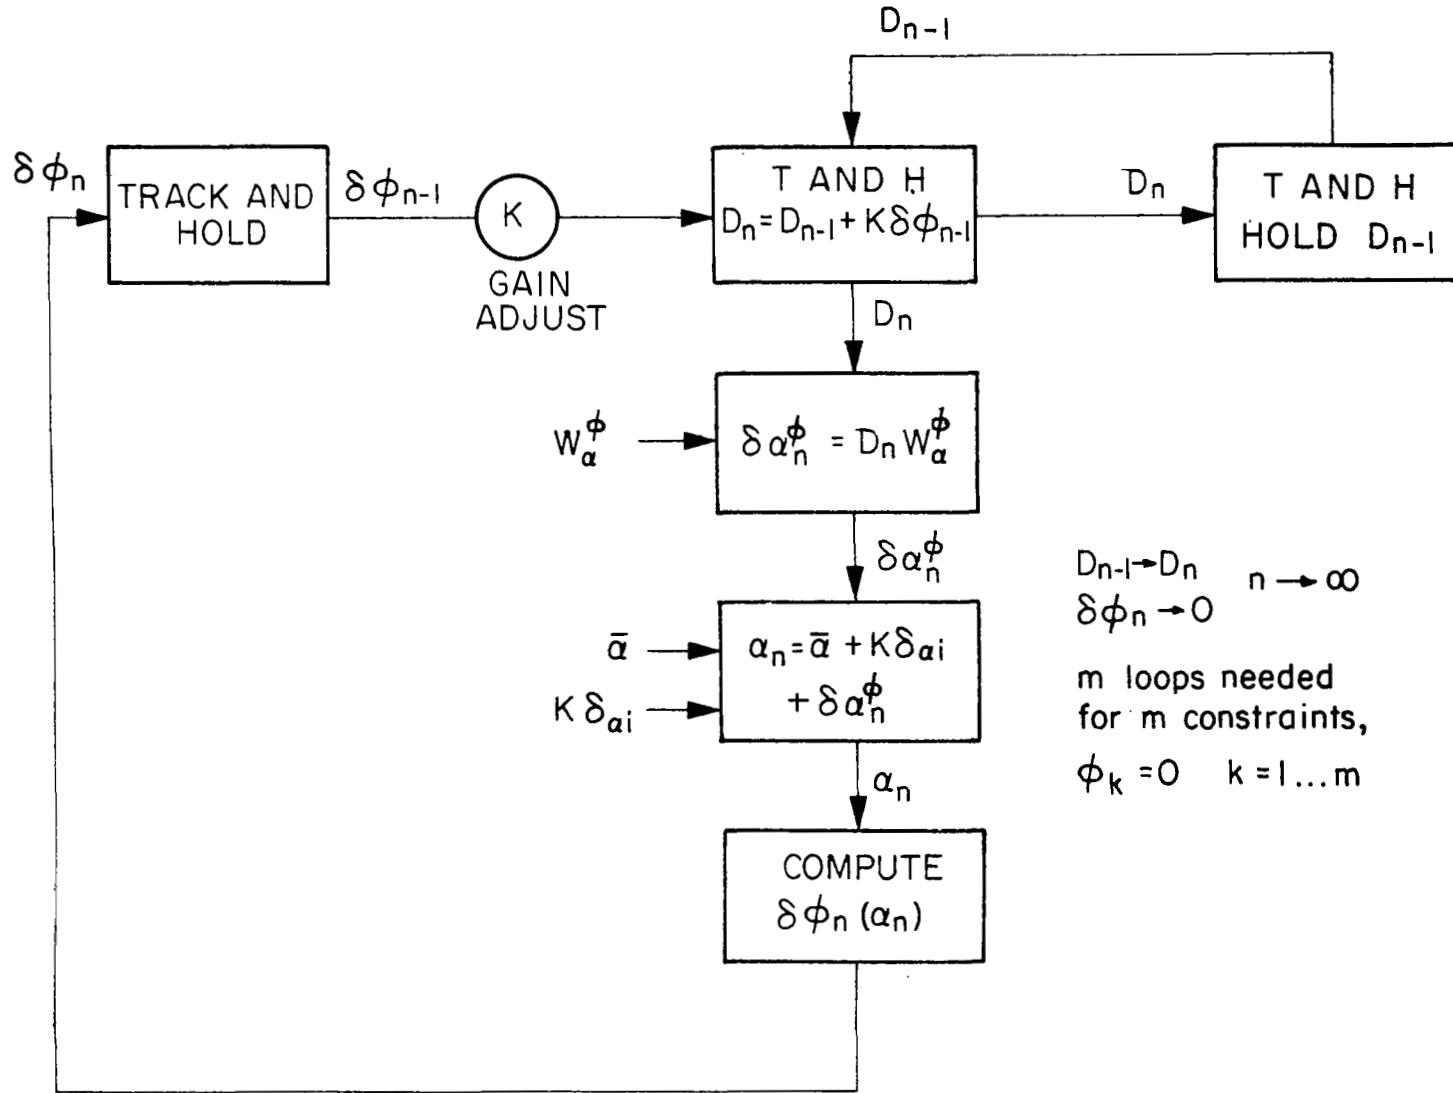 D_{n-1}
δϕ_n
TRACK AND
HOLD
δϕ_{n-1}
K
GAIN
ADJUST
T AND H
D_n = D_{n-1} + Kδϕ_{n-1}
D_n
T AND H
HOLD D_{n-1}
D_n
W_α^ϕ
δα_n^ϕ = D_n W_α^ϕ
δα_n^ϕ
ᾱ
Kδ_{αi}
α_n = ᾱ + Kδ_{αi}
+ δα_n^ϕ
α_n
COMPUTE
δϕ_n (α_n)
D_{n-1} → D_n
n → ∞
δϕ_n → 0
m loops needed
for m constraints,
ϕ_k = 0 k = 1 ... m